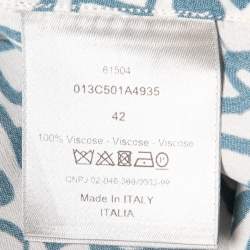 61504
013C501A4935
42
100% Viscose - Viscose - Viscose
Made In ITALY
ITALIA